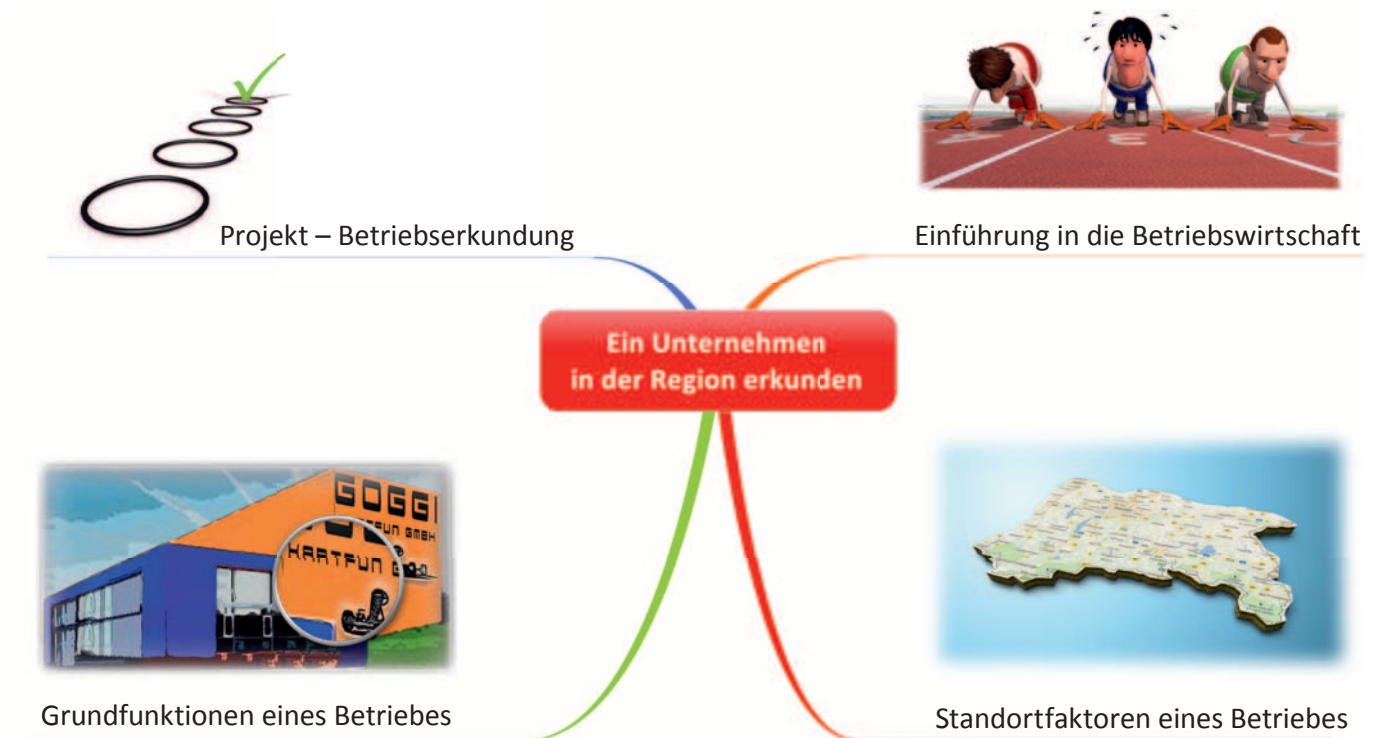 Projekt – Betriebserkundung
Einführung in die Betriebswirtschaft
Ein Unternehmen
in der Region erkunden
GOGGI
KARTFUN
Grundfunktionen eines Betriebes
Standortfaktoren eines Betriebes